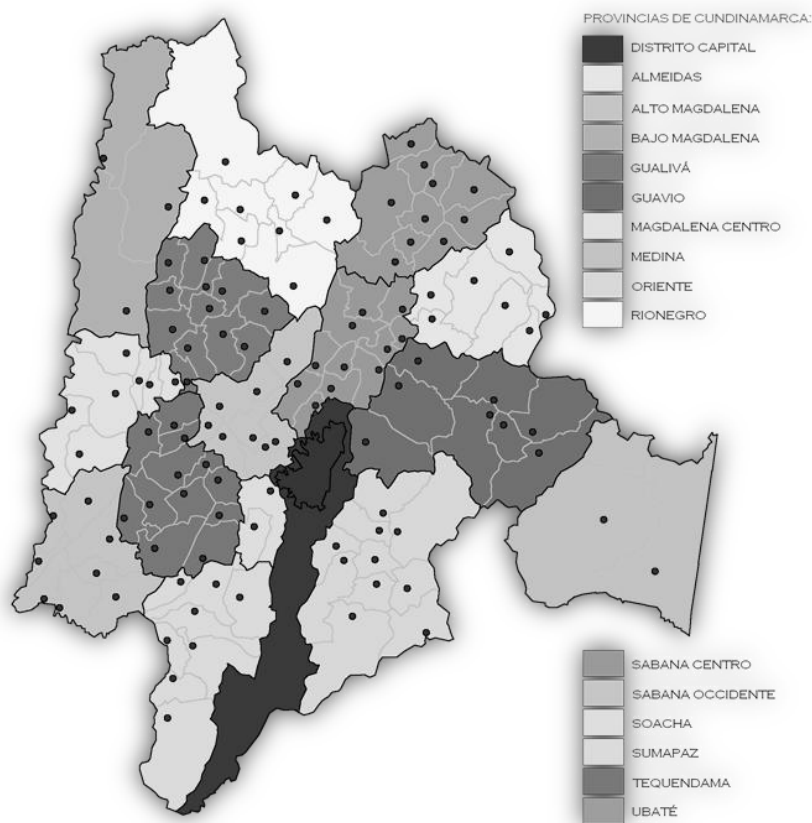 PROVINCIAS DE CUNDINAMARCA:
DISTRITO CAPITAL
ALMEIDAS
ALTO MAGDALENA
BAJO MAGDALENA
GUALIVÁ
GUAVIO
MAGDALENA CENTRO
MEDINA
ORIENTE
RIONEGRO
SABANA CENTRO
SABANA OCCIDENTE
SOACHA
SUMAPAZ
TEQUENDAMA
UBATÉ